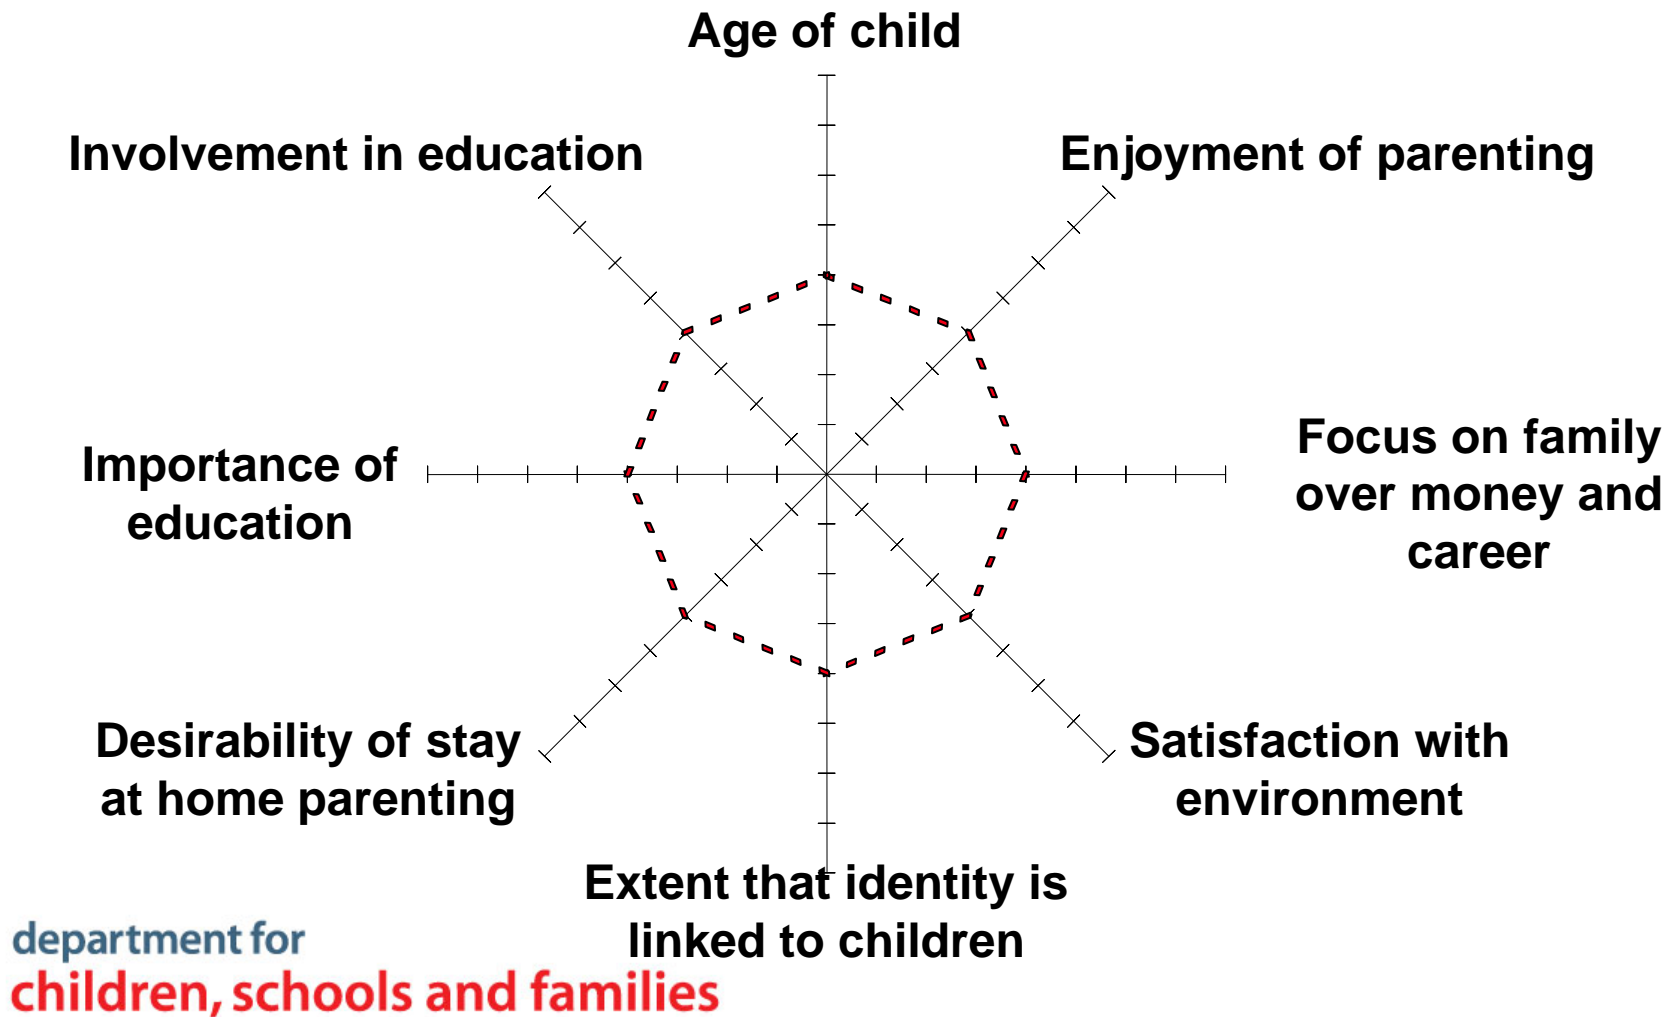 Age of child
Involvement in education
Enjoyment of parenting
Importance of
education
Focus on family
over money and
career
Desirability of stay
at home parenting
Satisfaction with
environment
Extent that identity is
linked to children
department for
children, schools and families